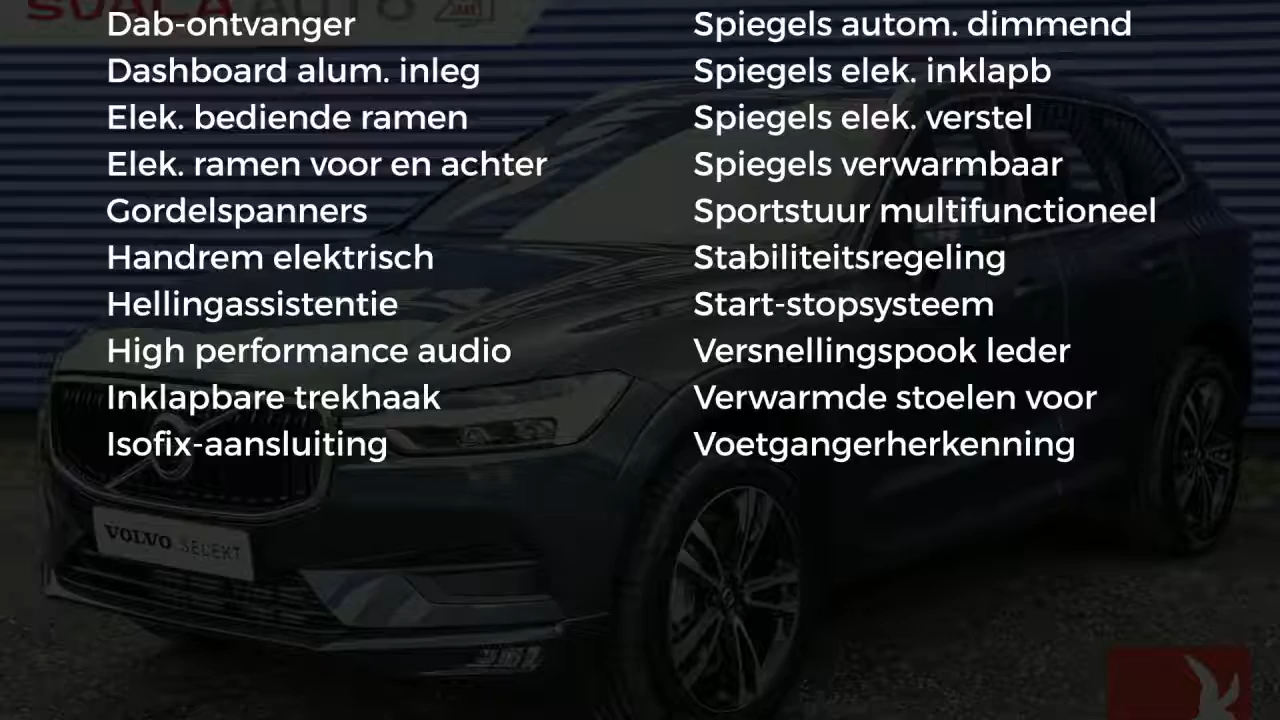 AUTO
Dab-ontvanger
Dashboard alum. inleg
Elek. bediende ramen
Elek. ramen voor en achter
Gordelspanners
Handrem elektrisch
Hellingassistentie
High performance audio
Inklapbare trekhaak
Isofix-aansluiting
Spiegels autom. dimmend
Spiegels elek. inklapb
Spiegels elek. verstel
Spiegels verwarmbaar
Sportstuur multifunctioneel
Stabiliteitsregeling
Start-stopsysteem
Versnellingspook leder
Verwarmde stoelen voor
Voetgangerherkenning
VOLVO SELEKT